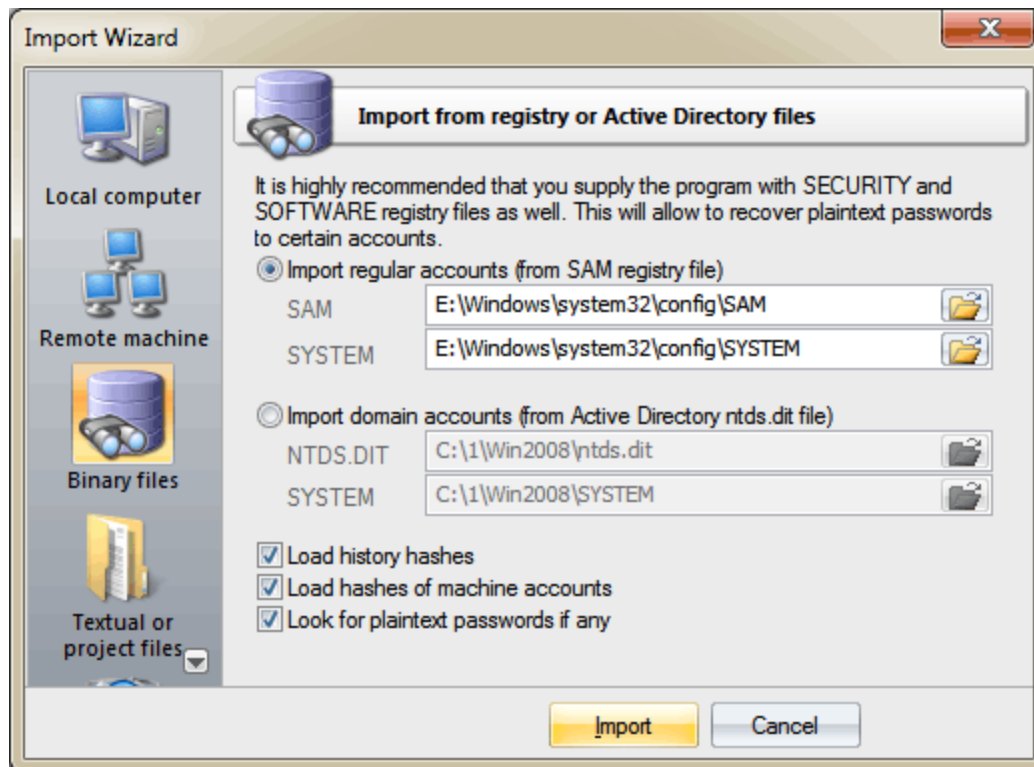 Import Wizard
Local computer
Remote machine
Binary files
Textual or
project files
Import from registry or Active Directory files
It is highly recommended that you supply the program with SECURITY and
SOFTWARE registry files as well. This will allow to recover plaintext passwords
to certain accounts.
Import regular accounts (from SAM registry file)
SAM E:\Windows\system32\config\SAM
SYSTEM E:\Windows\system32\config\SYSTEM
Import domain accounts (from Active Directory ntds.dit file)
NTDS.DIT C:\1\Win2008\ntds.dit
SYSTEM C:\1\Win2008\SYSTEM
Load history hashes
Load hashes of machine accounts
Look for plaintext passwords if any
Import Cancel